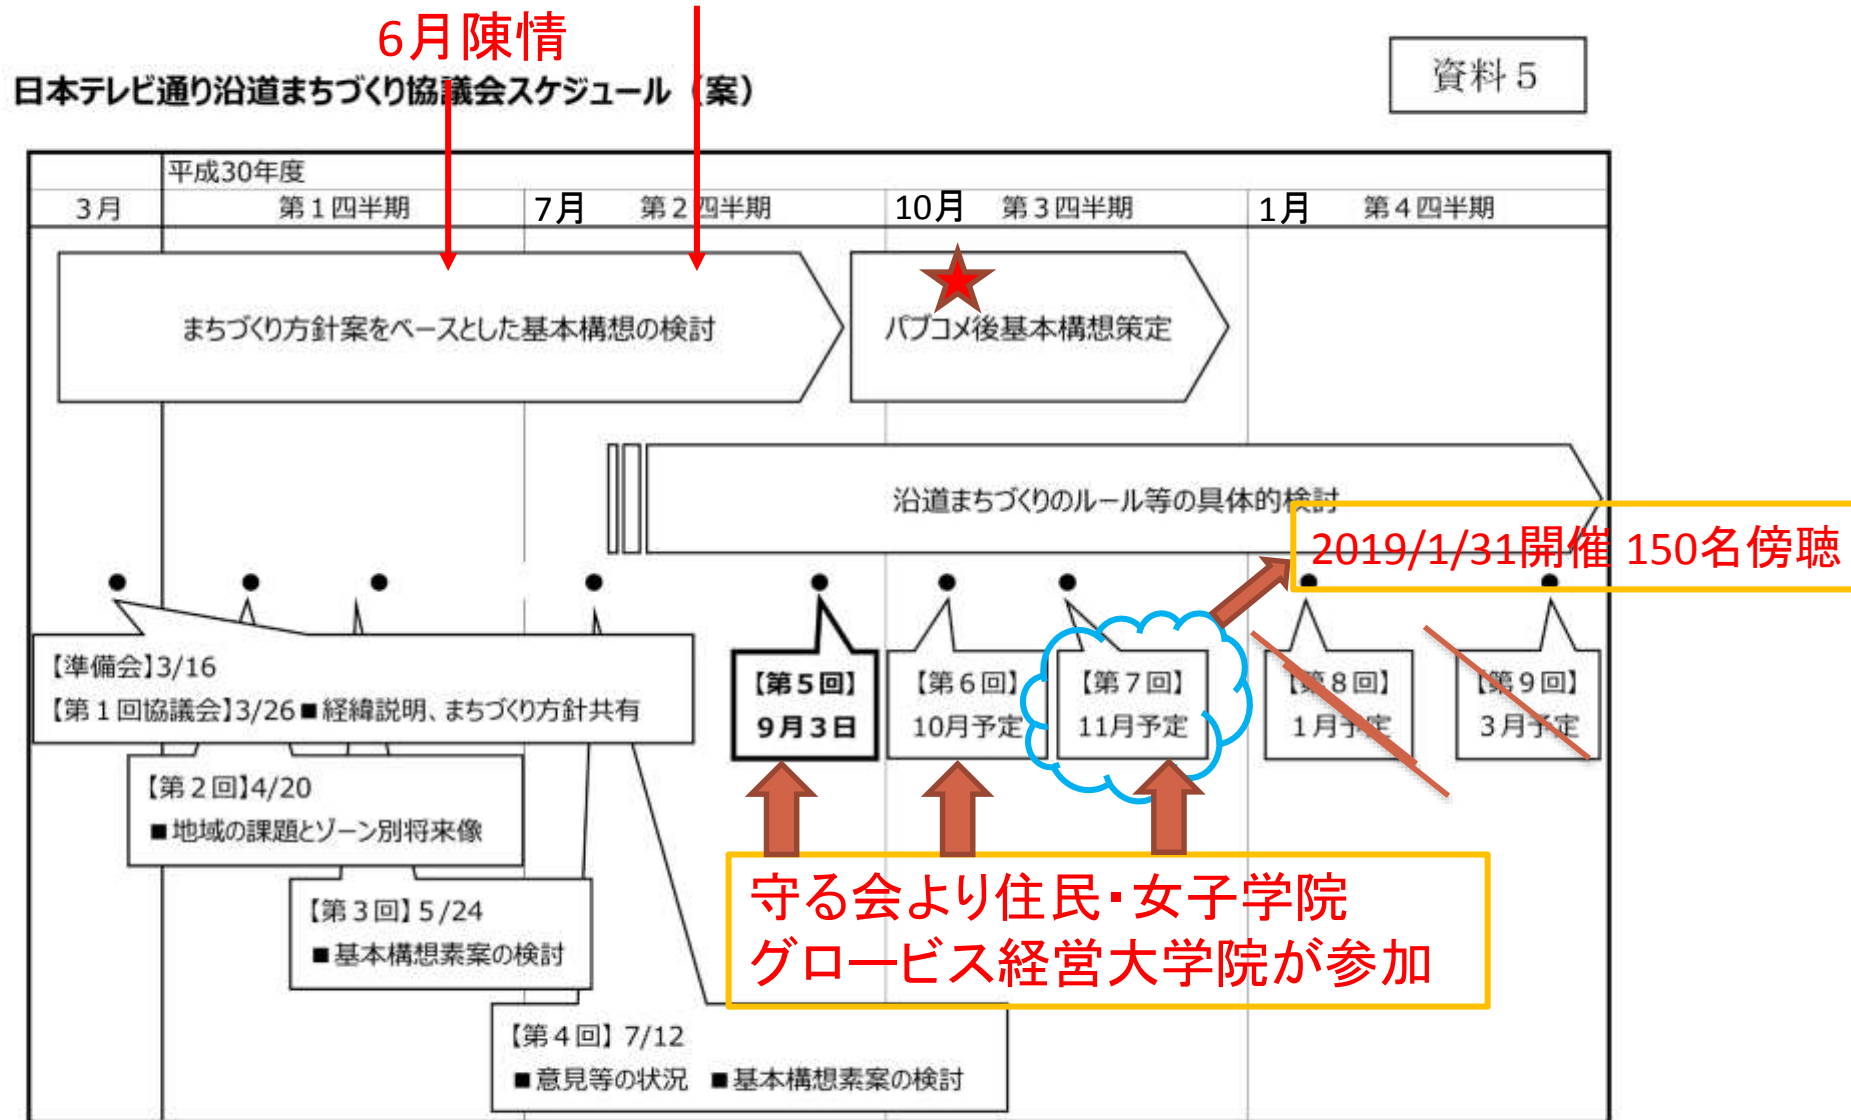 6月陳情
日本テレビ通り沿道まちづくり協議会スケジュール（案）
資料５
平成30年度
3月
第１四半期
7月
第２四半期
10月
第３四半期
1月
第４四半期
まちづくり方針案をベースとした基本構想の検討
パブコメ後基本構想策定
沿道まちづくりのルール等の具体的検討
2019/1/31開催 150名傍聴
【準備会】3/16
【第１回協議会】3/26■経緯説明、まちづくり方針共有
【第２回】4/20
■地域の課題とゾーン別将来像
【第３回】5/24
■基本構想素案の検討
【第４回】7/12
■意見等の状況 ■基本構想素案の検討
【第５回】
９月３日
【第６回】
10月予定
【第７回】
11月予定
【第８回】
１月予定
【第９回】
３月予定
守る会より住民・女子学院
グロービス経営大学院が参加